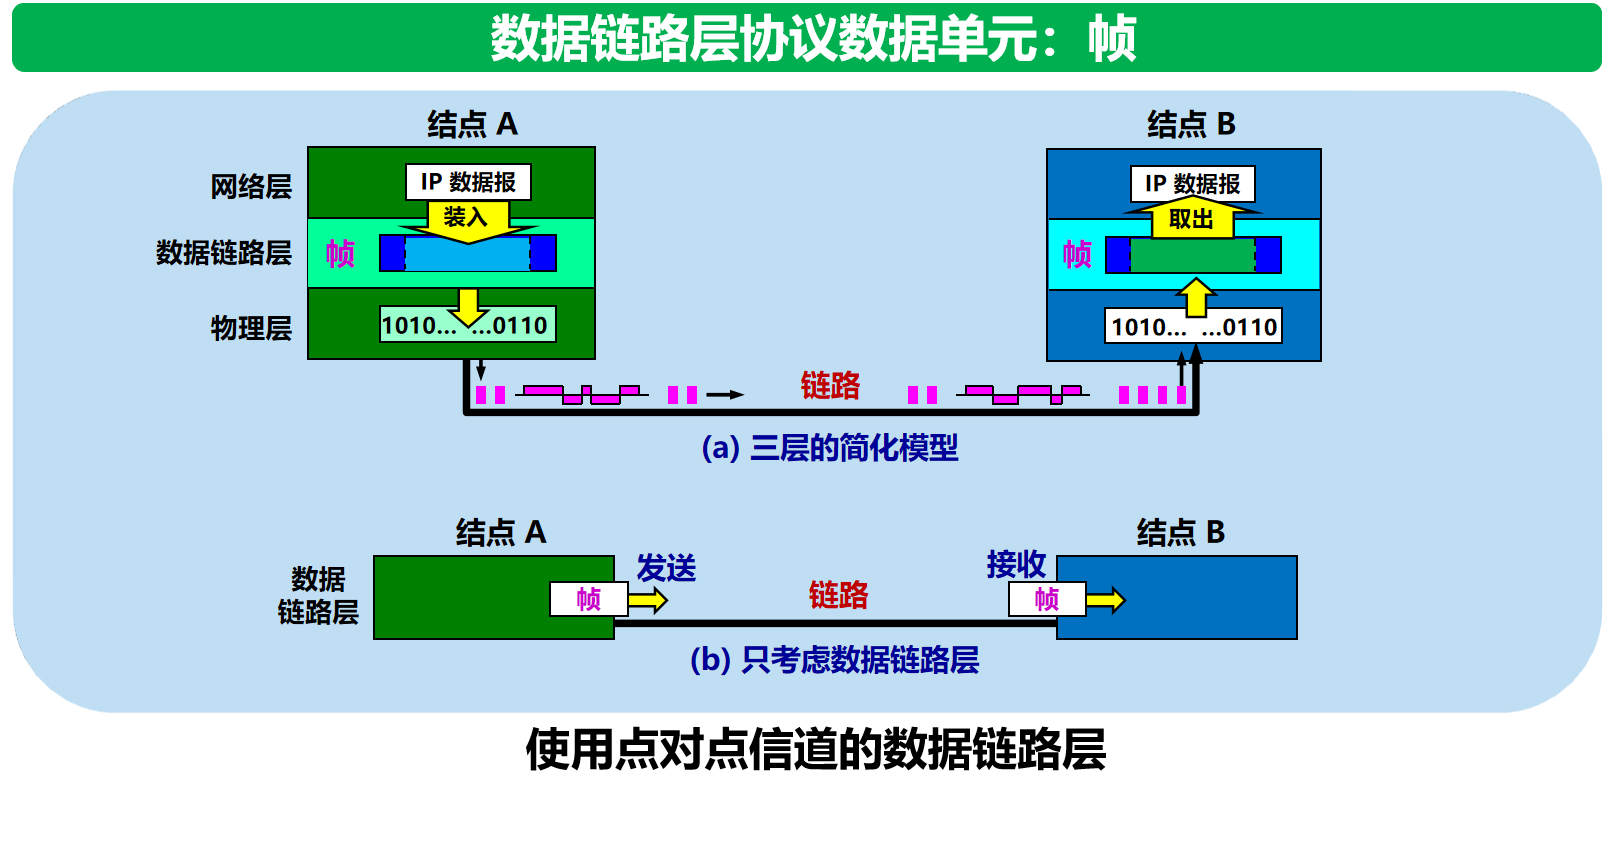 数据链路层协议数据单元：帧
结点 A
结点 B
网络层
IP 数据报
IP 数据报
装入
取出
数据链路层
帧
帧
物理层
1010... ...0110
1010... ...0110
链路
(a) 三层的简化模型
结点 A
结点 B
数据
链路层
发送
接收
帧
链路
帧
(b) 只考虑数据链路层
使用点对点信道的数据链路层